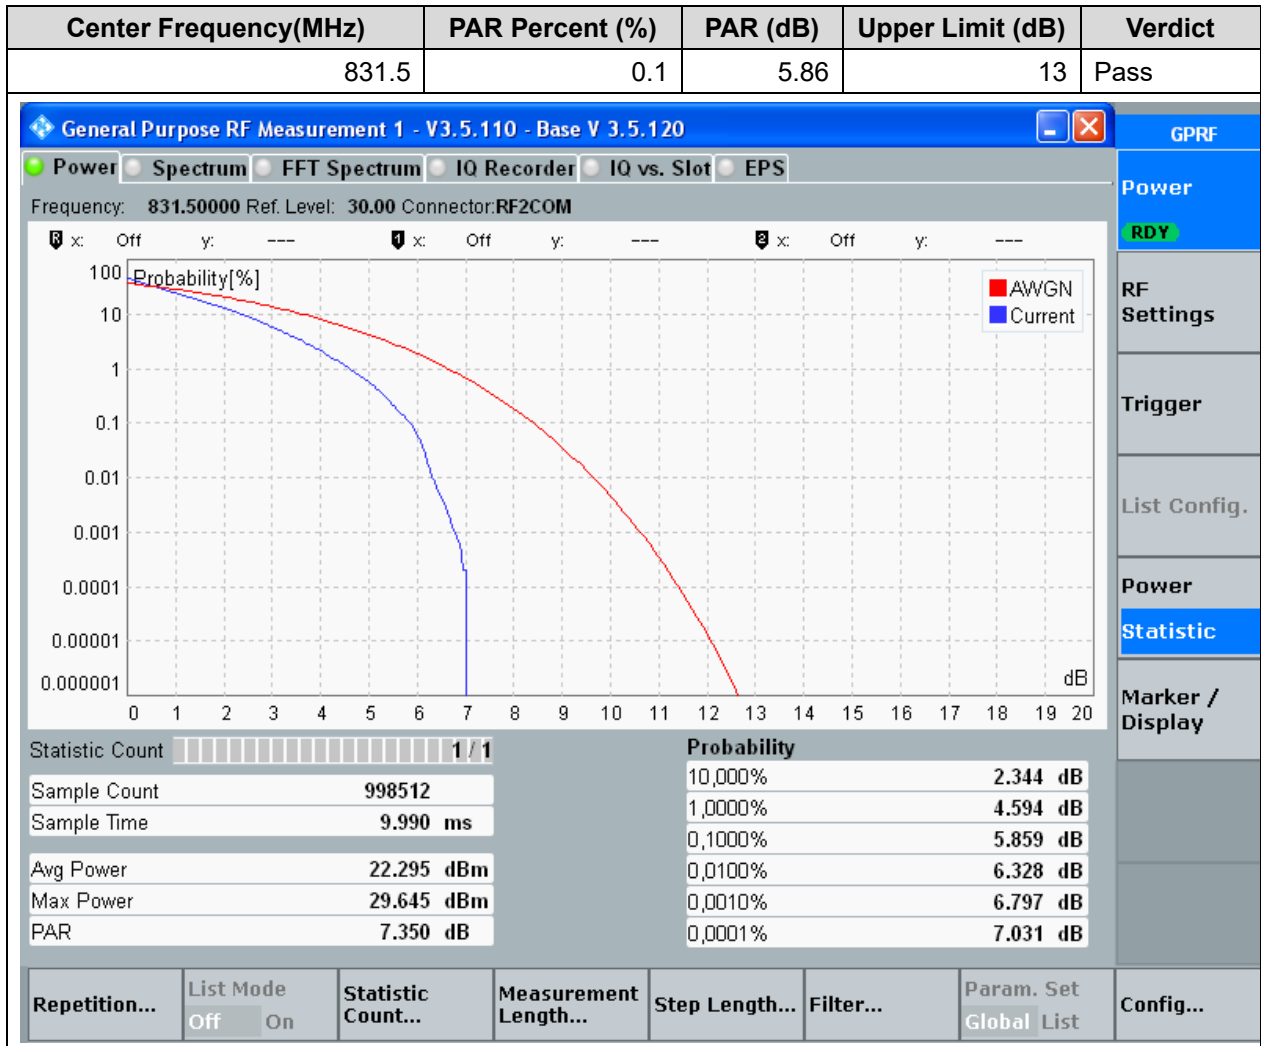 Center Frequency(MHz) PAR Percent (%) PAR (dB) Upper Limit (dB) Verdict
831.5 0.1 5.86 13 Pass
General Purpose RF Measurement 1 - V3.5.110 - Base V 3.5.120
GPRF
Power Spectrum FFT Spectrum IQ Recorder IQ vs. Slot EPS
Power
RDY
Frequency: 831.50000 Ref. Level: 30.00 Connector:RF2COM
R x: Off y: --- 1 x: Off y: --- 2 x: Off y: ---
Probability[%]
AWGN
Current
100
10
1
0.1
0.01
0.001
0.0001
0.00001
0.000001
dB
0 1 2 3 4 5 6 7 8 9 10 11 12 13 14 15 16 17 18 19 20
RF
Settings
Trigger
List Config.
Power
Statistic
Marker /
Display
Statistic Count 1 / 1
Sample Count 998512
Sample Time 9.990 ms
Avg Power 22.295 dBm
Max Power 29.645 dBm
PAR 7.350 dB
Probability
10,000% 2.344 dB
1,0000% 4.594 dB
0,1000% 5.859 dB
0,0100% 6.328 dB
0,0010% 6.797 dB
0,0001% 7.031 dB
Repetition...
List Mode
Off On
Statistic
Count...
Measurement
Length...
Step Length...
Filter...
Param. Set
Global List
Config...